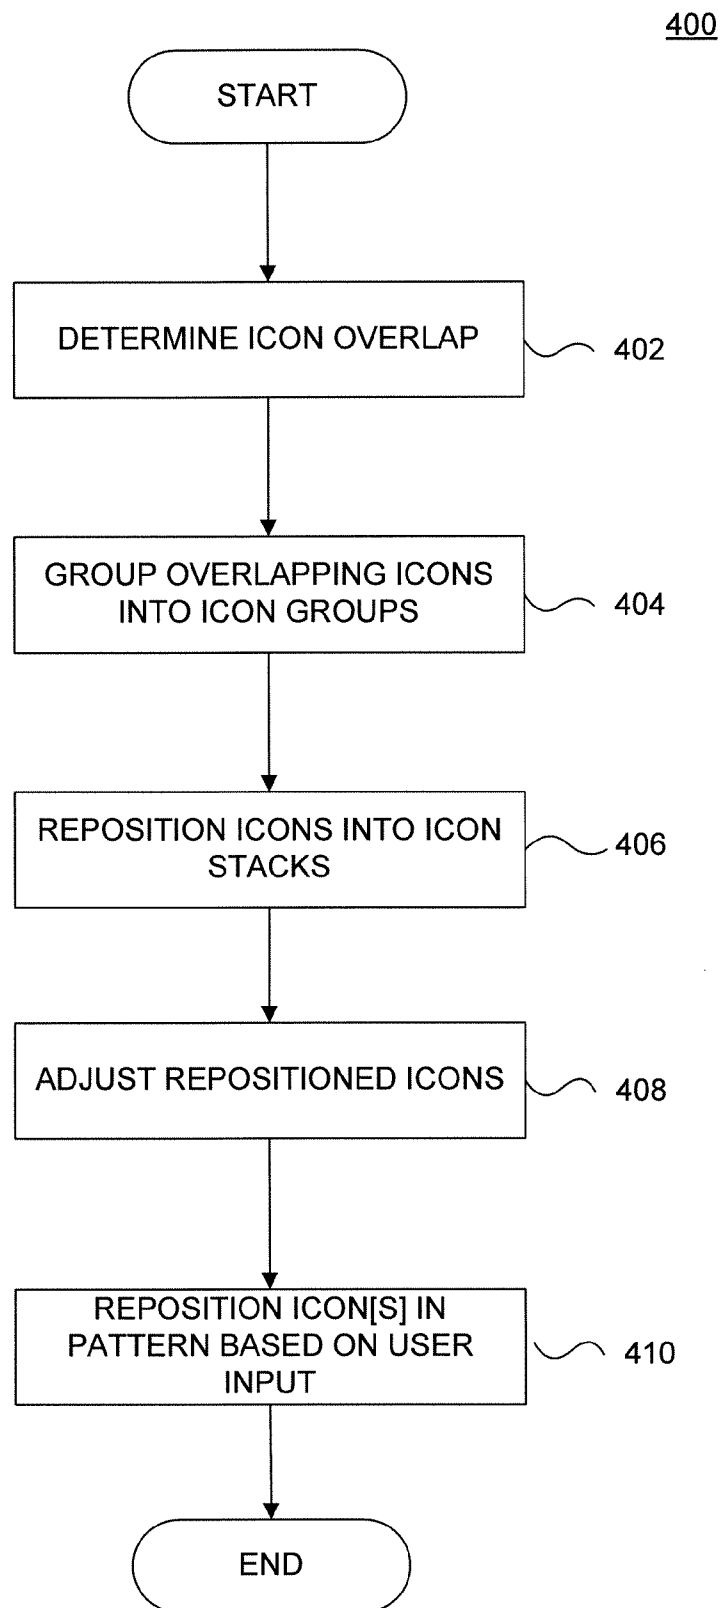 400
START
DETERMINE ICON OVERLAP
402
GROUP OVERLAPPING ICONS
INTO ICON GROUPS
404
REPOSITION ICONS INTO ICON
STACKS
406
ADJUST REPOSITIONED ICONS
408
REPOSITION ICON[S] IN
PATTERN BASED ON USER
INPUT
410
END